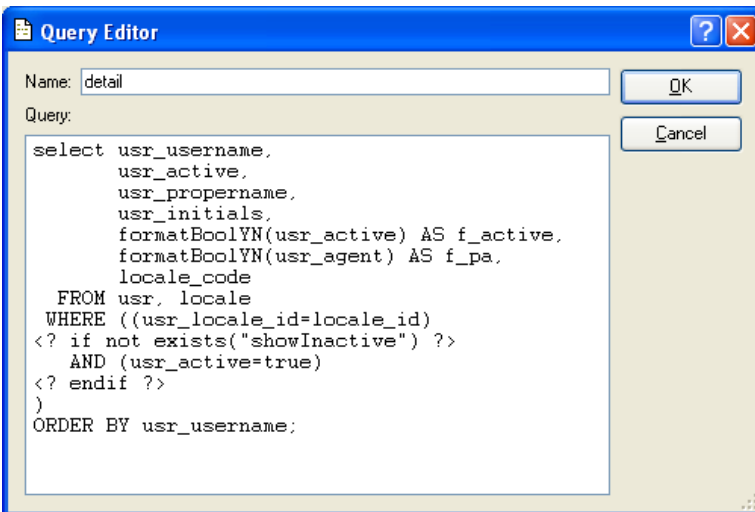 Query Editor
Name: detail
OK
Query:
Cancel
select usr_username,
       usr_active,
       usr_propername,
       usr_initials,
       formatBoolYN(usr_active) AS f_active,
       formatBoolYN(usr_agent) AS f_pa,
       locale_code
  FROM usr, locale
 WHERE ((usr_locale_id=locale_id)
<? if not exists("showInactive") ?>
   AND (usr_active=true)
<? endif ?>
)
ORDER BY usr_username;